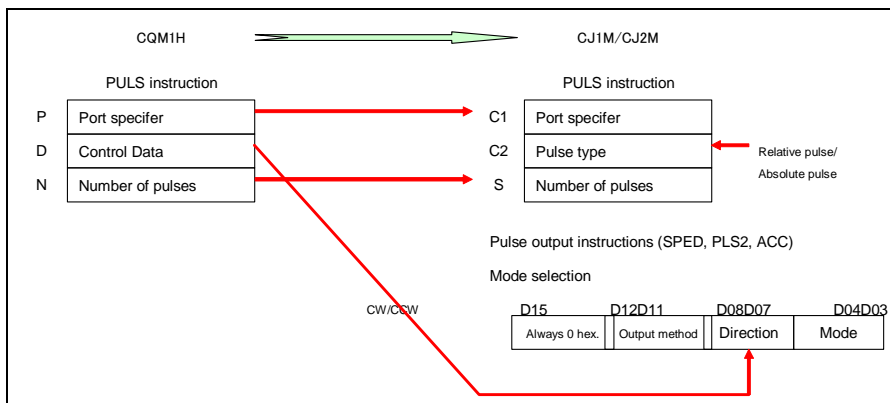 CQM1H CJ1M/CJ2M
PULS instruction PULS instruction
P Port specifer C1 Port specifer
D Control Data C2 Pulse type Relative pulse/
Absolute pulse
N Number of pulses S Number of pulses
Pulse output instructions (SPED, PLS2, ACC)
Mode selection
CW/CCW D15 D12D11 D08D07 D04D03
Always 0 hex. Output method Direction Mode